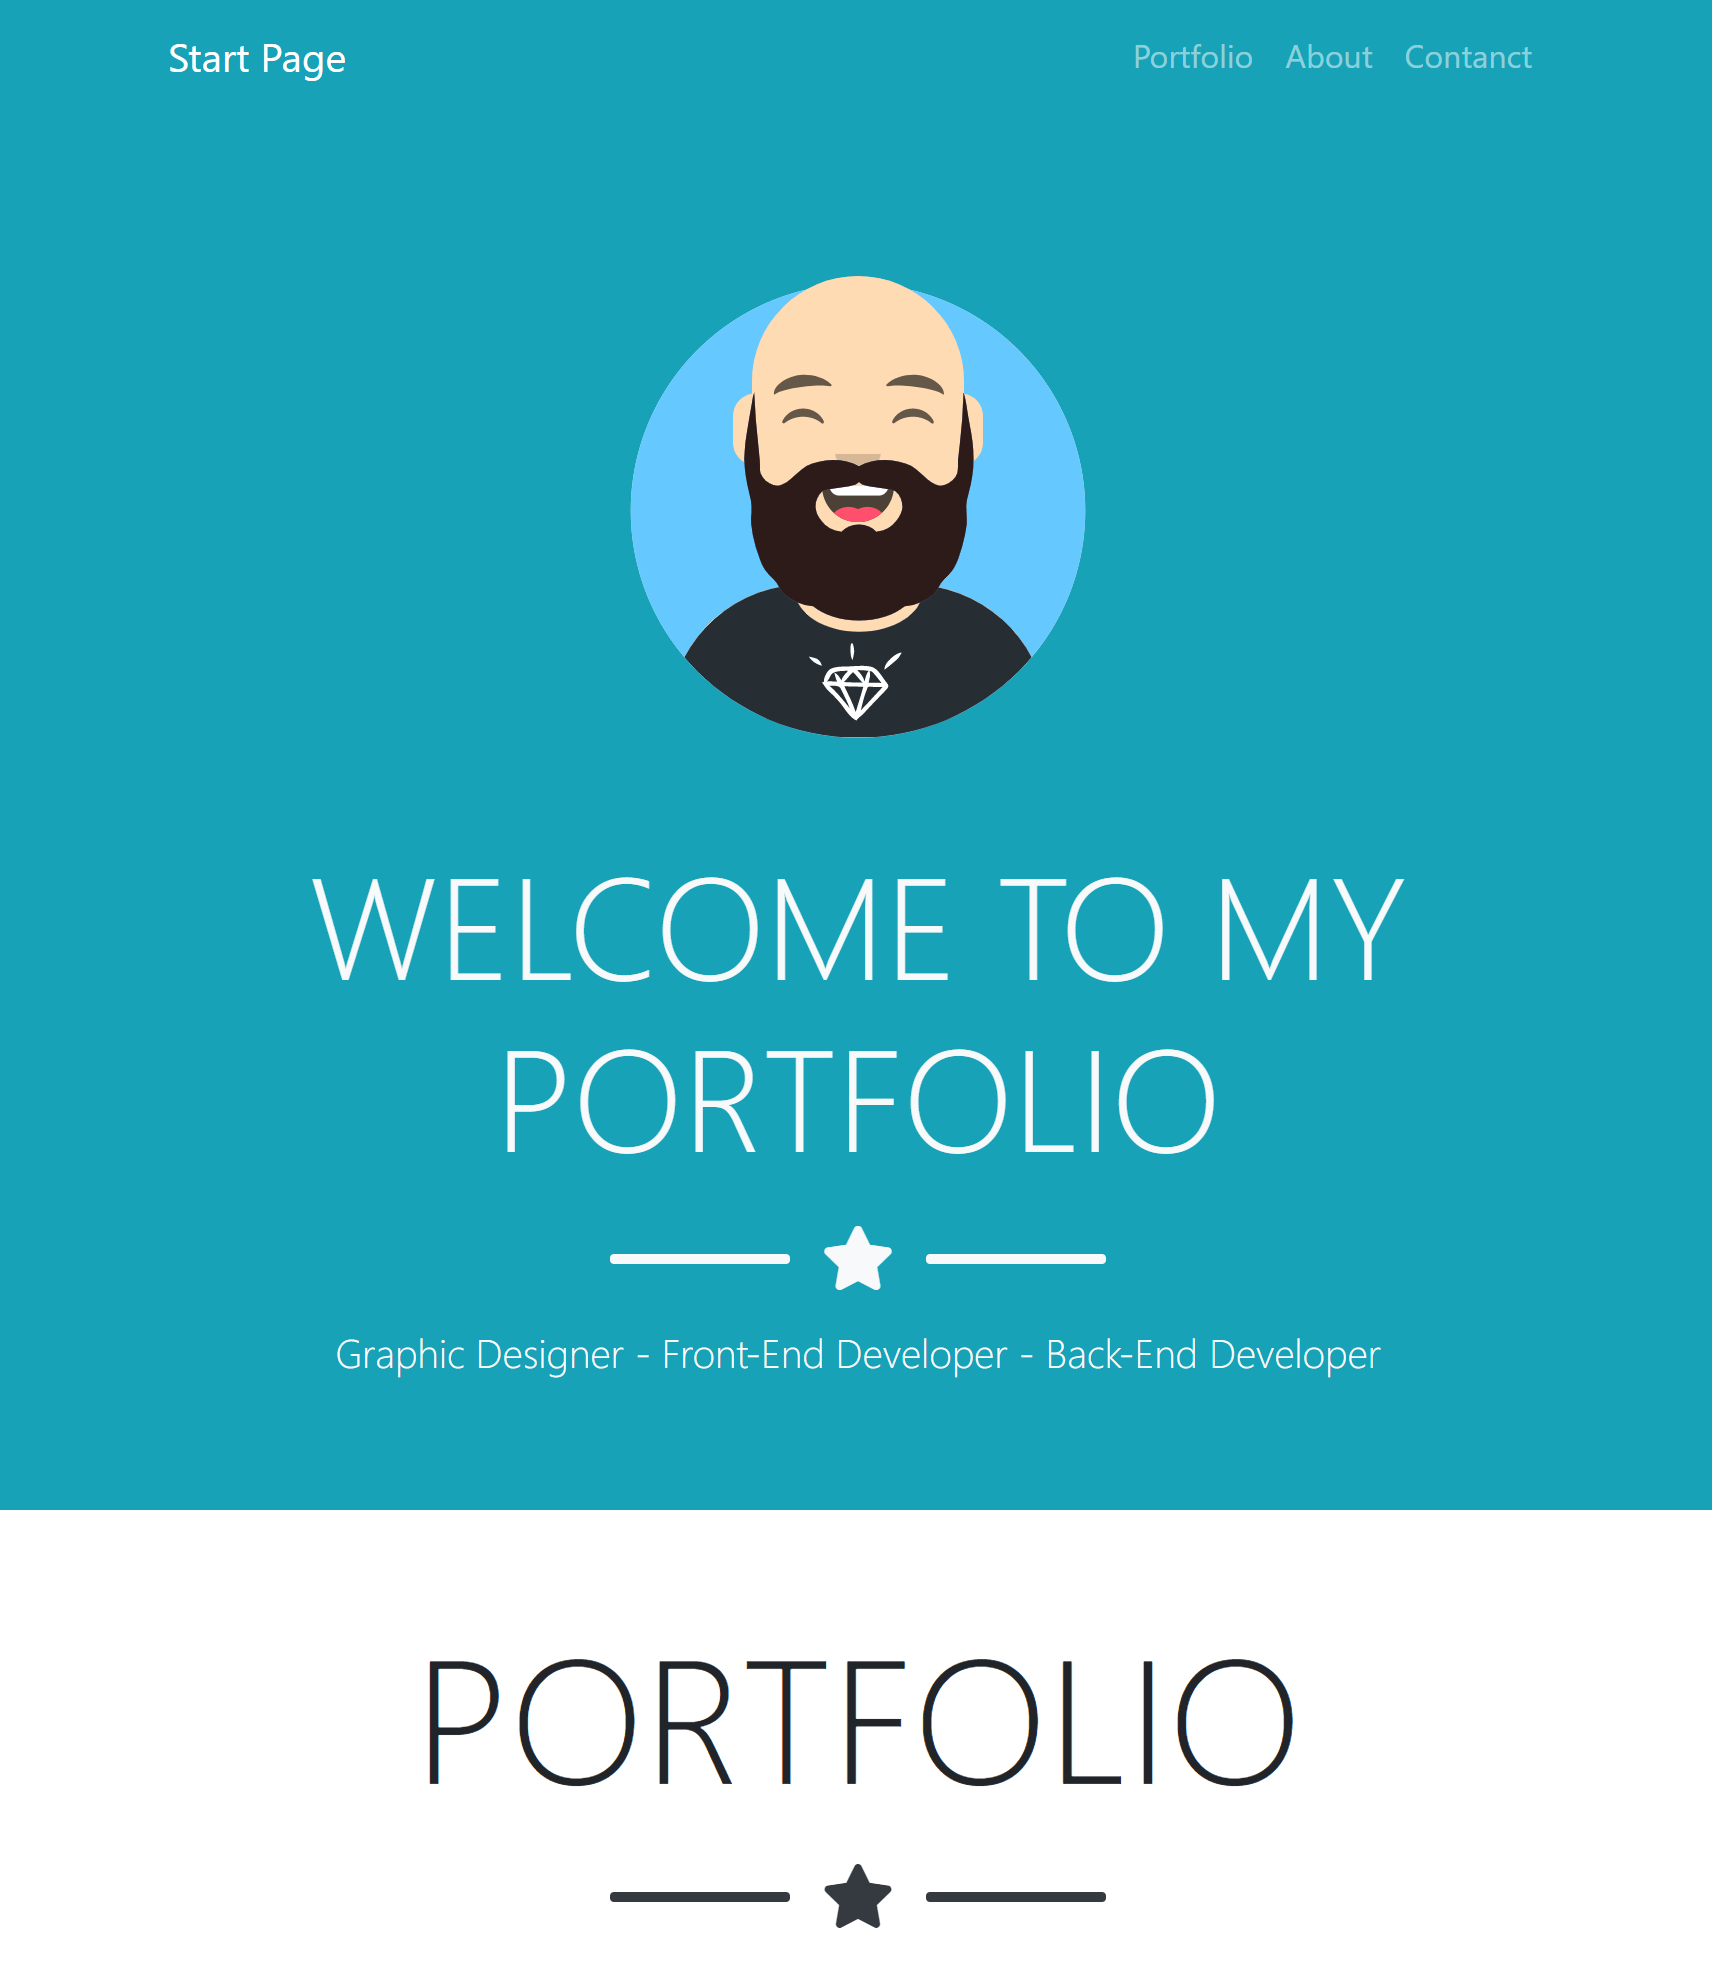 Start Page
Portfolio About Contanct
WELCOME TO MY
PORTFOLIO
Graphic Designer - Front-End Developer - Back-End Developer
PORTFOLIO